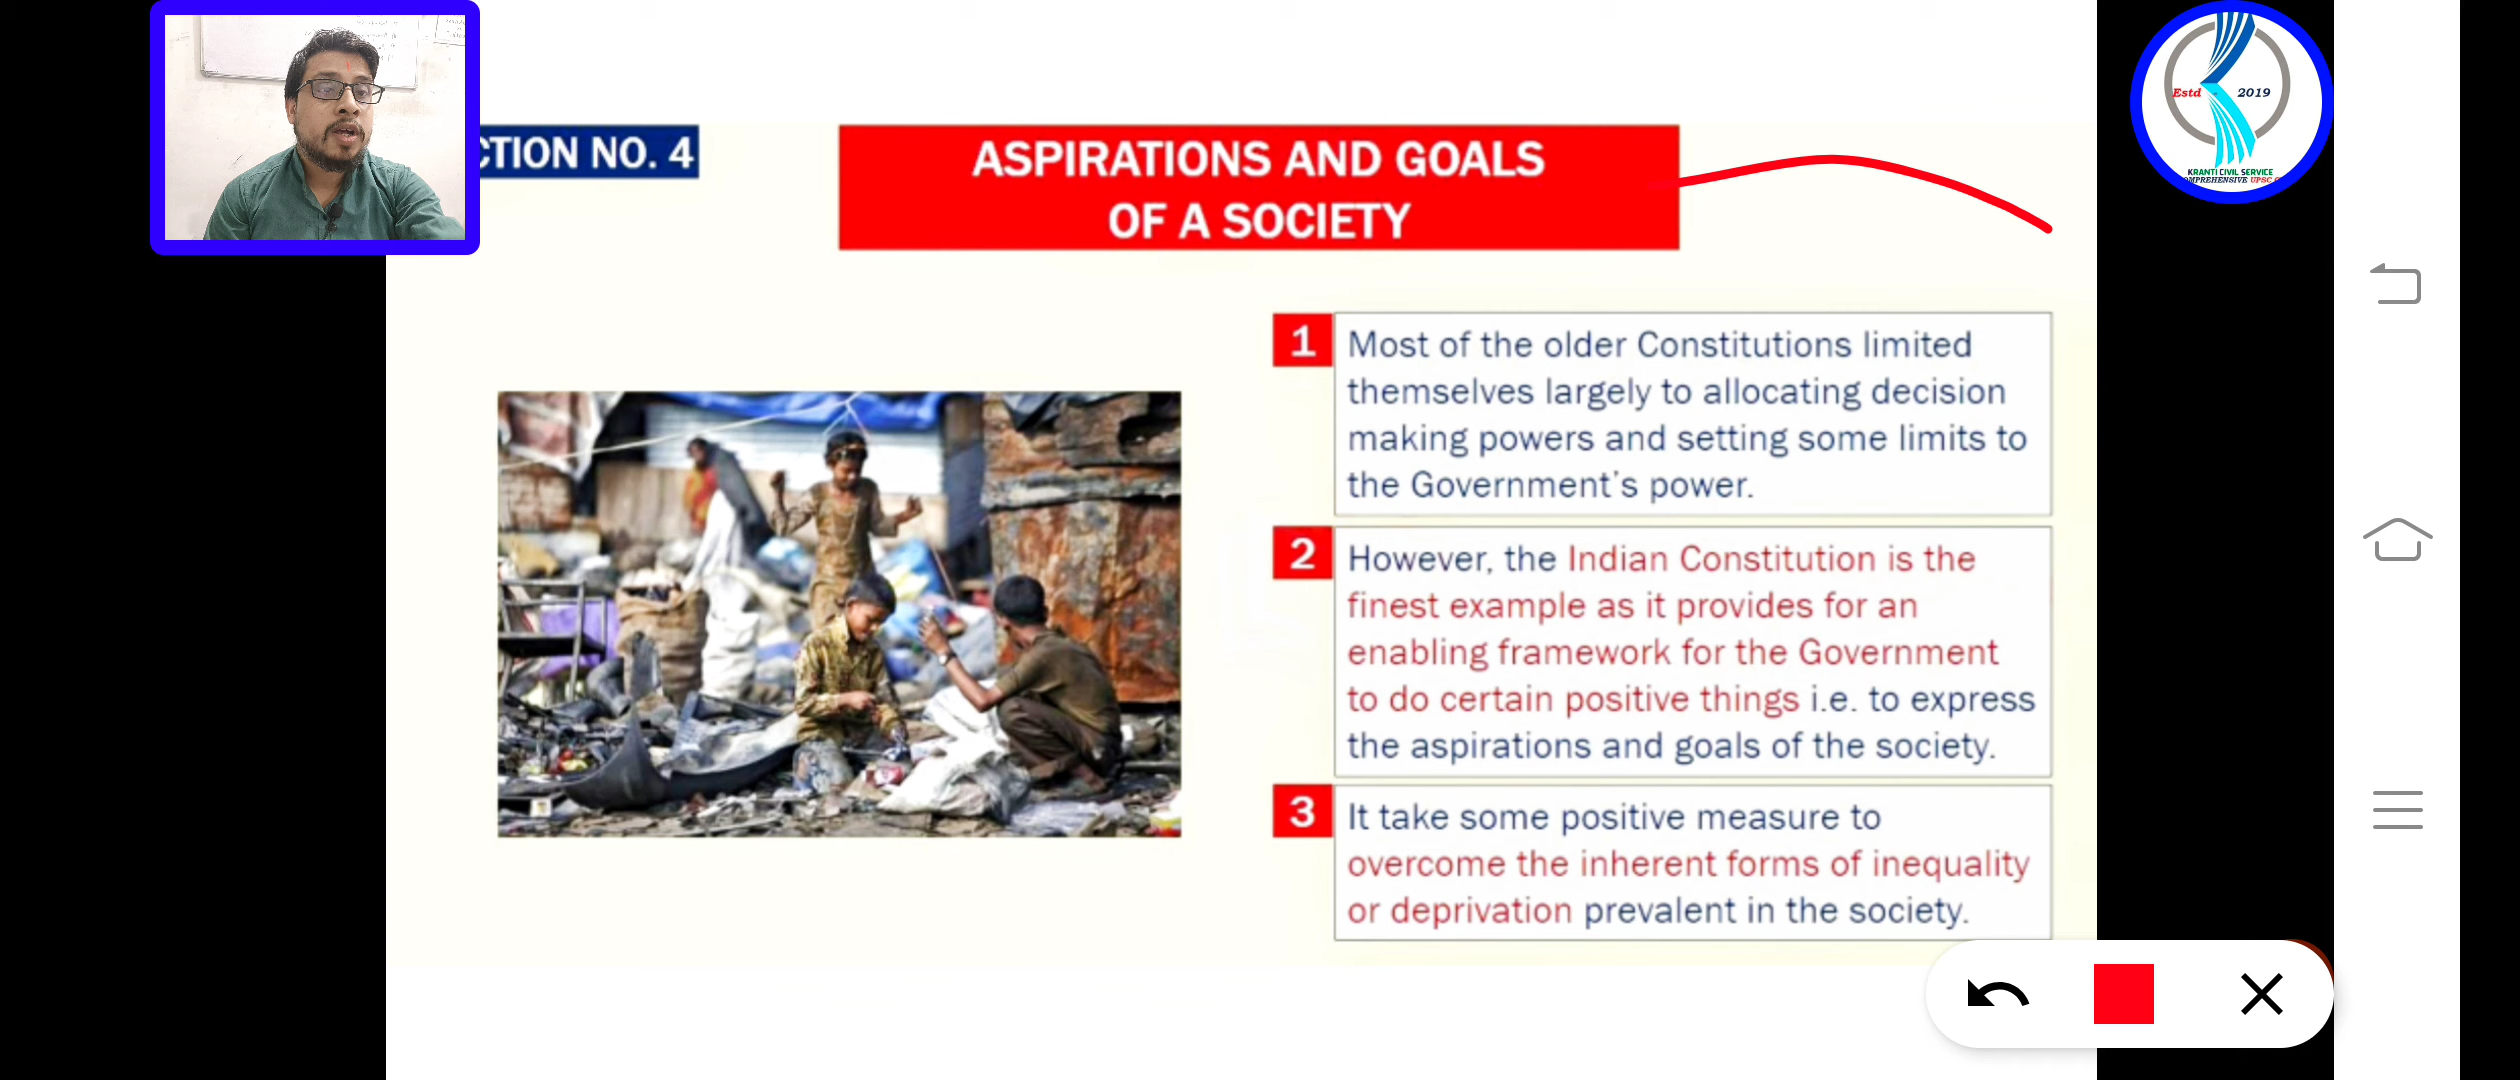 CTION NO. 4
ASPIRATIONS AND GOALS
OF A SOCIETY
Estd - 2019
KRANTI CIVIL SERVICE
OMPREHENSIVE UPSC C
1
Most of the older Constitutions limited
themselves largely to allocating decision
making powers and setting some limits to
the Government's power.
2
However, the Indian Constitution is the
finest example as it provides for an
enabling framework for the Government
to do certain positive things i.e. to express
the aspirations and goals of the society.
3
It take some positive measure to
overcome the inherent forms of inequality
or deprivation prevalent in the society.